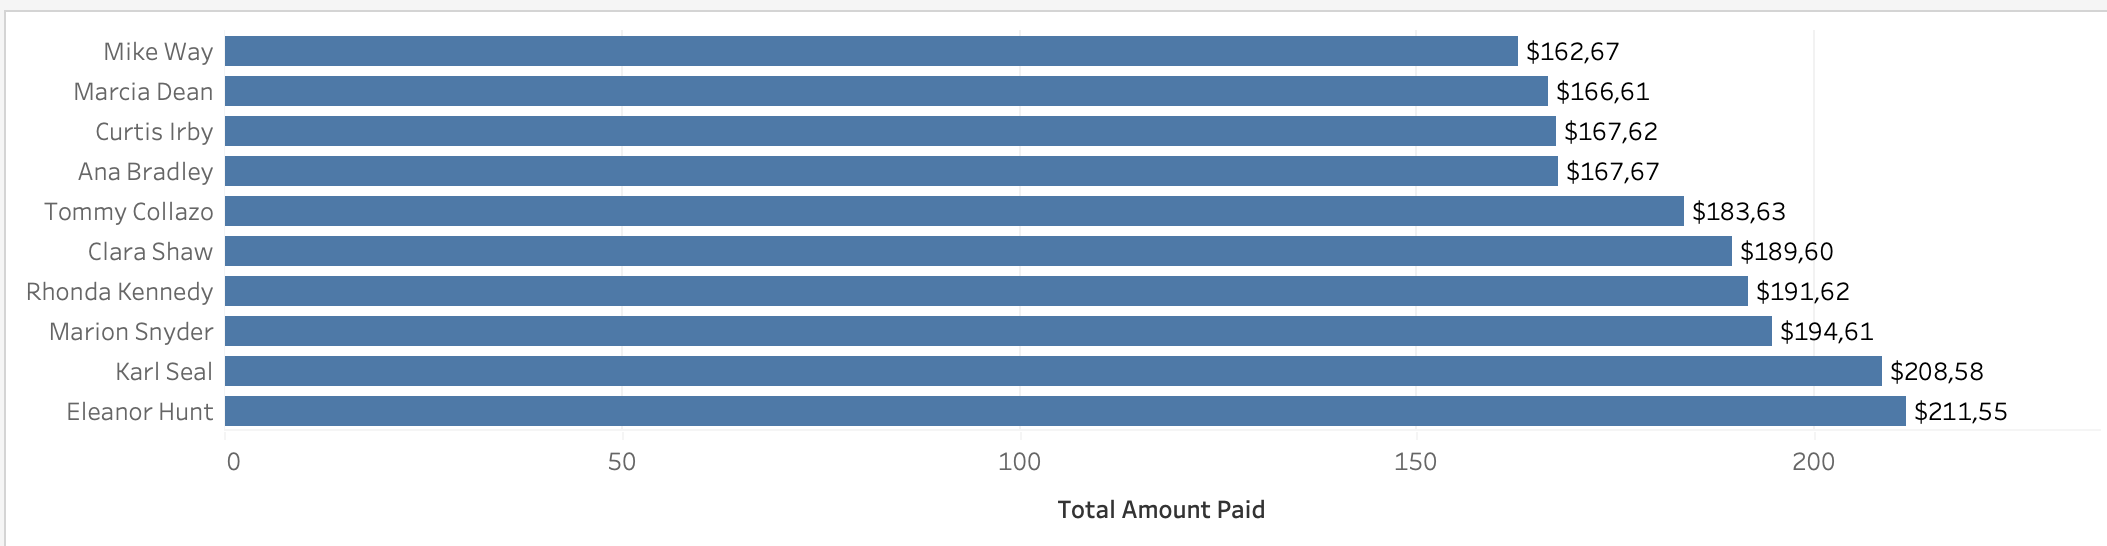 Mike Way $162,67
Marcia Dean $166,61
Curtis Irby $167,62
Ana Bradley $167,67
Tommy Collazo $183,63
Clara Shaw $189,60
Rhonda Kennedy $191,62
Marion Snyder $194,61
Karl Seal $208,58
Eleanor Hunt $211,55
0 50 100 150 200
Total Amount Paid